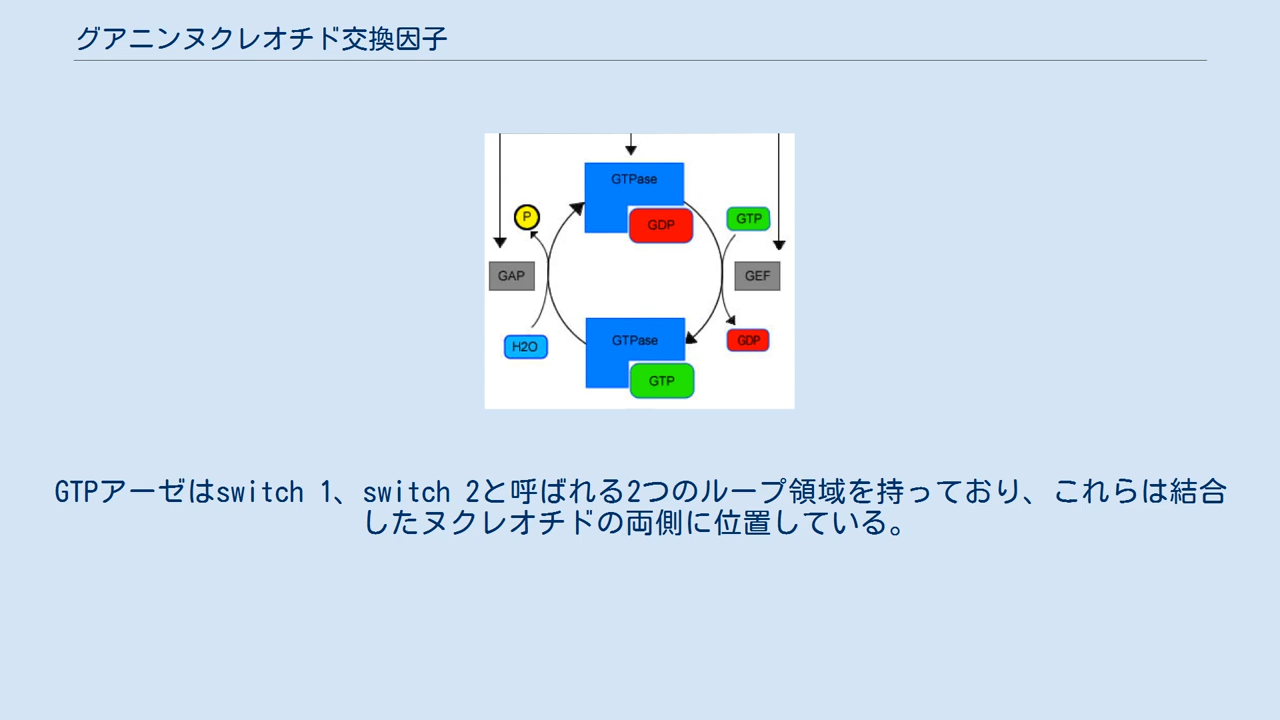 グアニンヌクレオチド交換因子
GTPase
P
GDP
GTP
GAP
GEF
H2O
GTPase
GDP
GTP
GTPアーゼはswitch 1、switch 2と呼ばれる2つのループ領域を持っており、これらは結合
したヌクレオチドの両側に位置している。